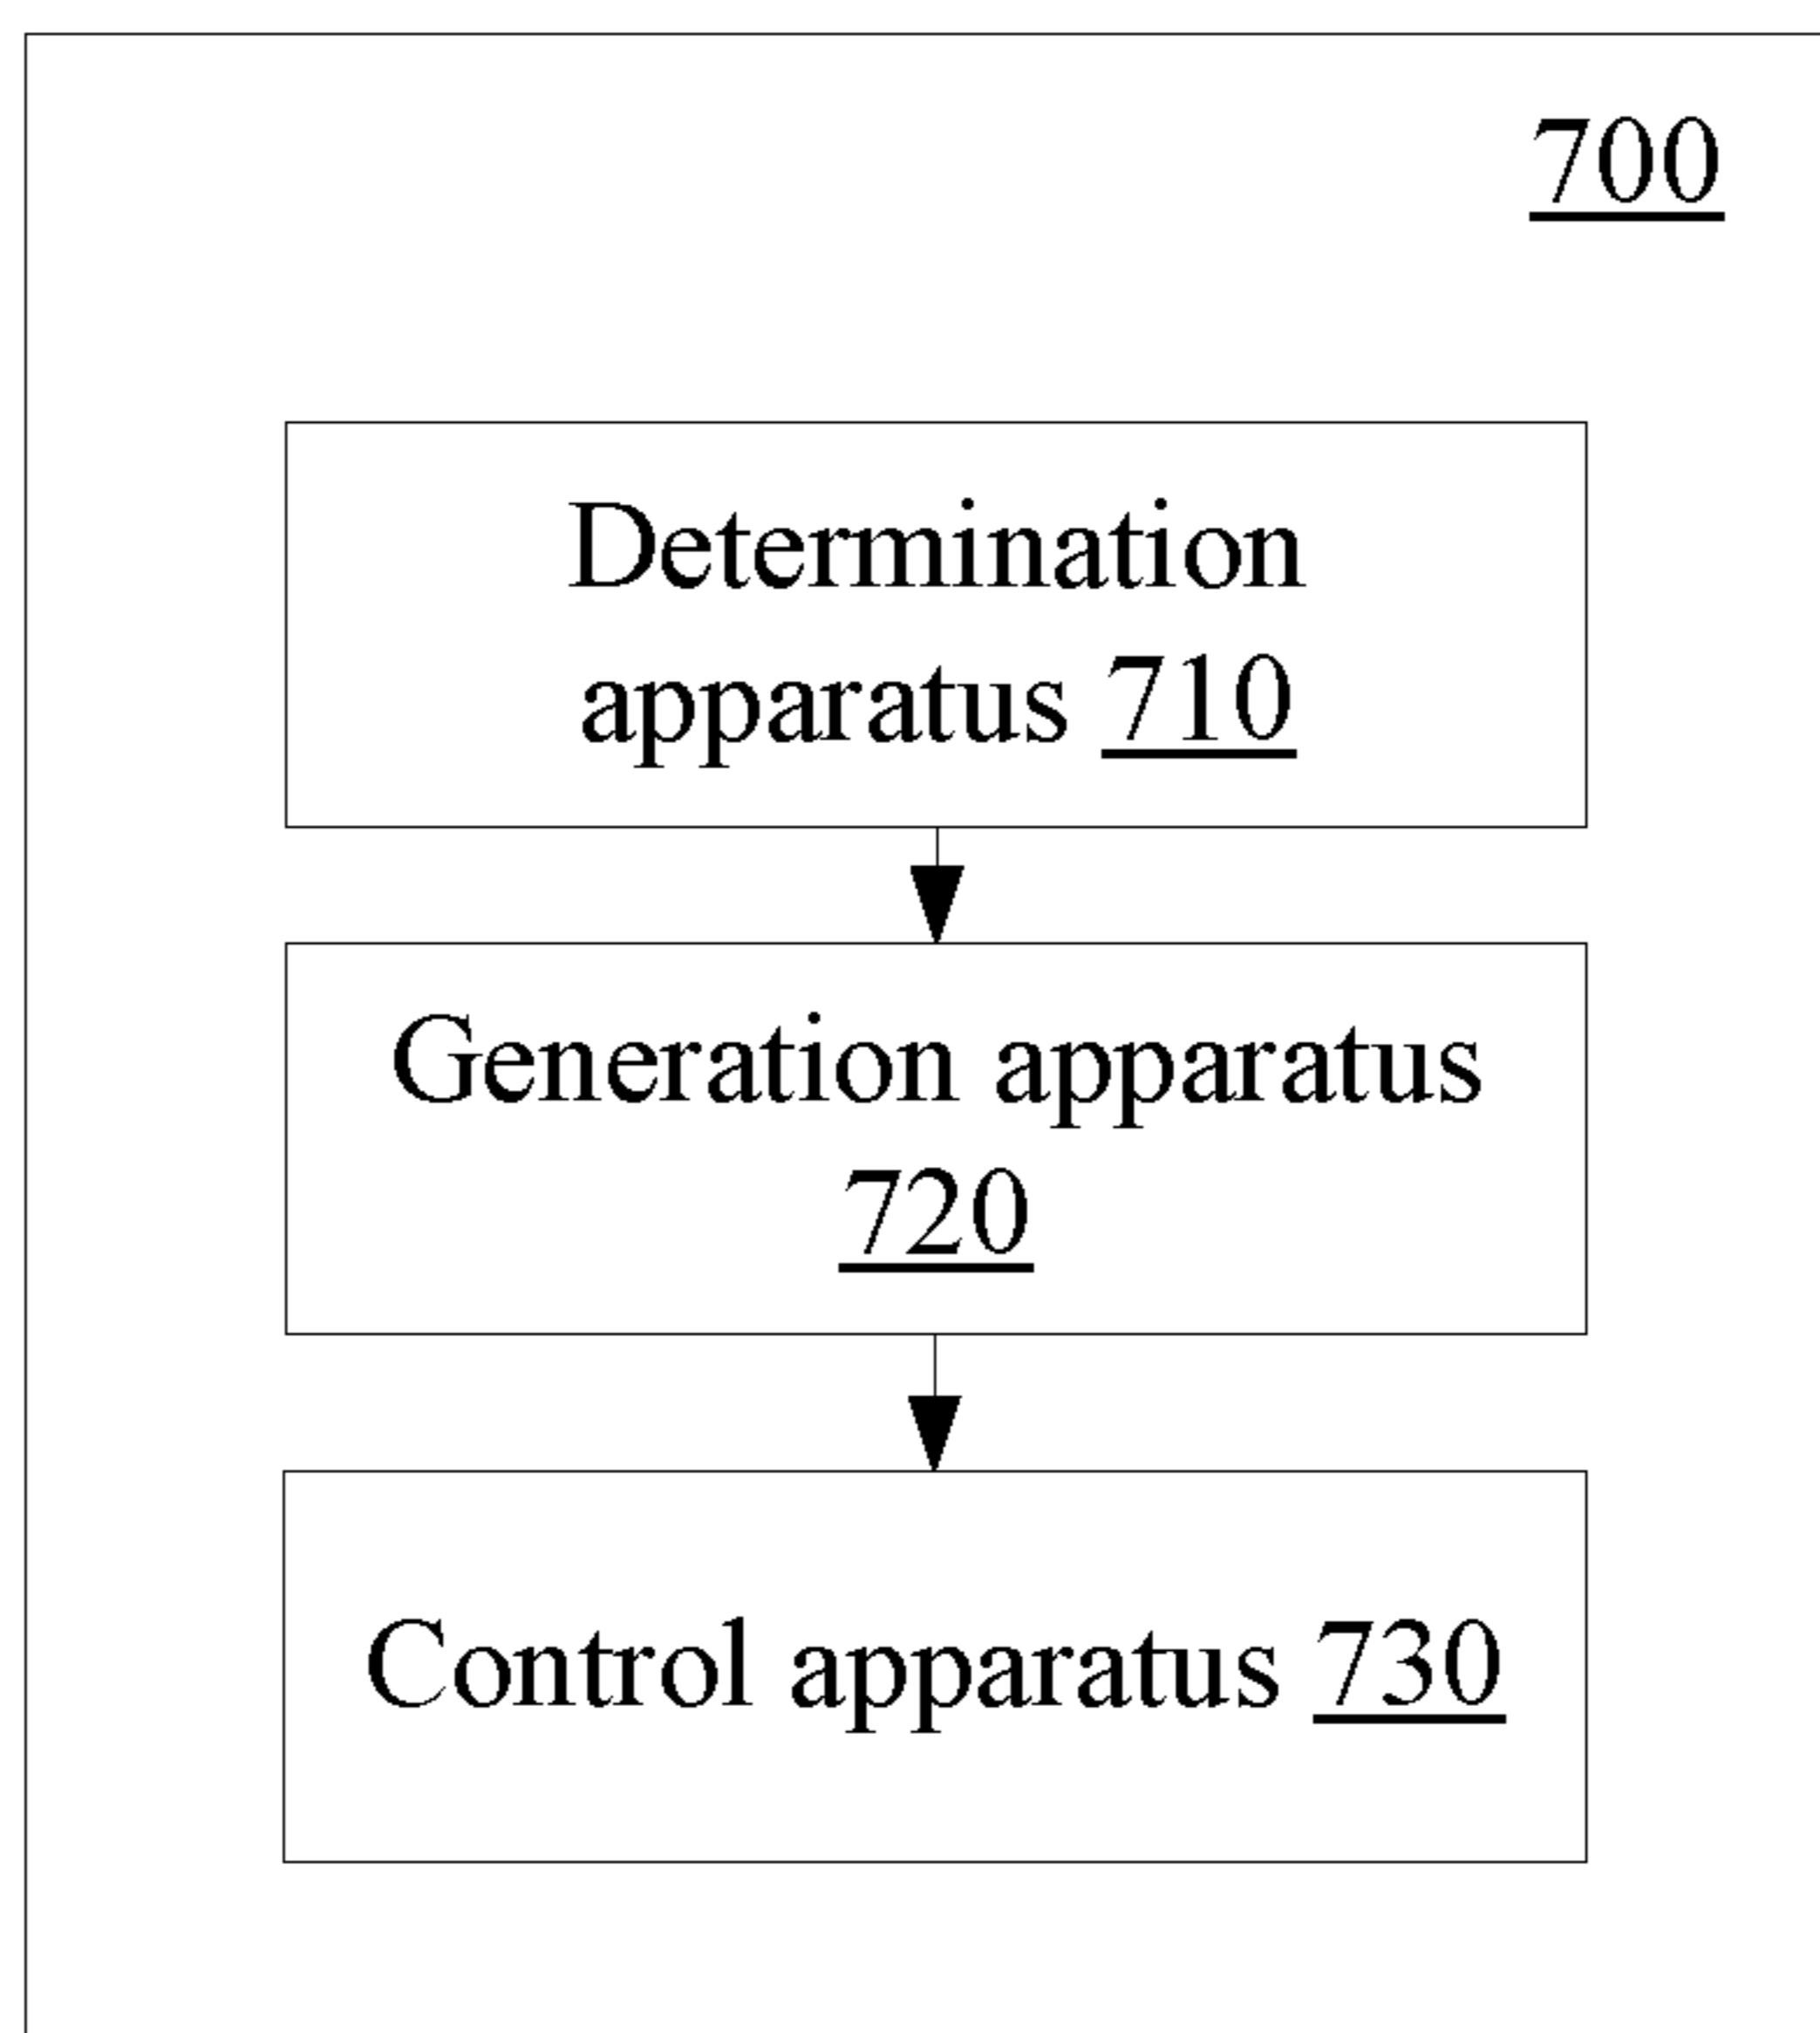 700
Determination
apparatus 710
Generation apparatus
720
Control apparatus 730